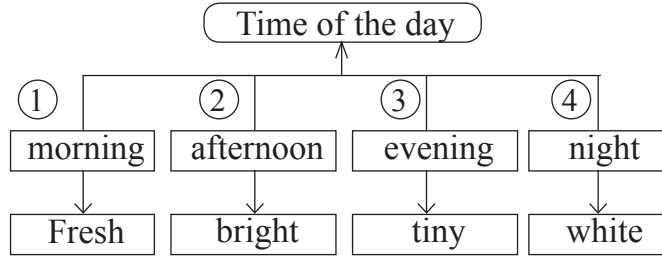 Time of the day
1 2 3 4
morning afternoon evening night
Fresh bright tiny white